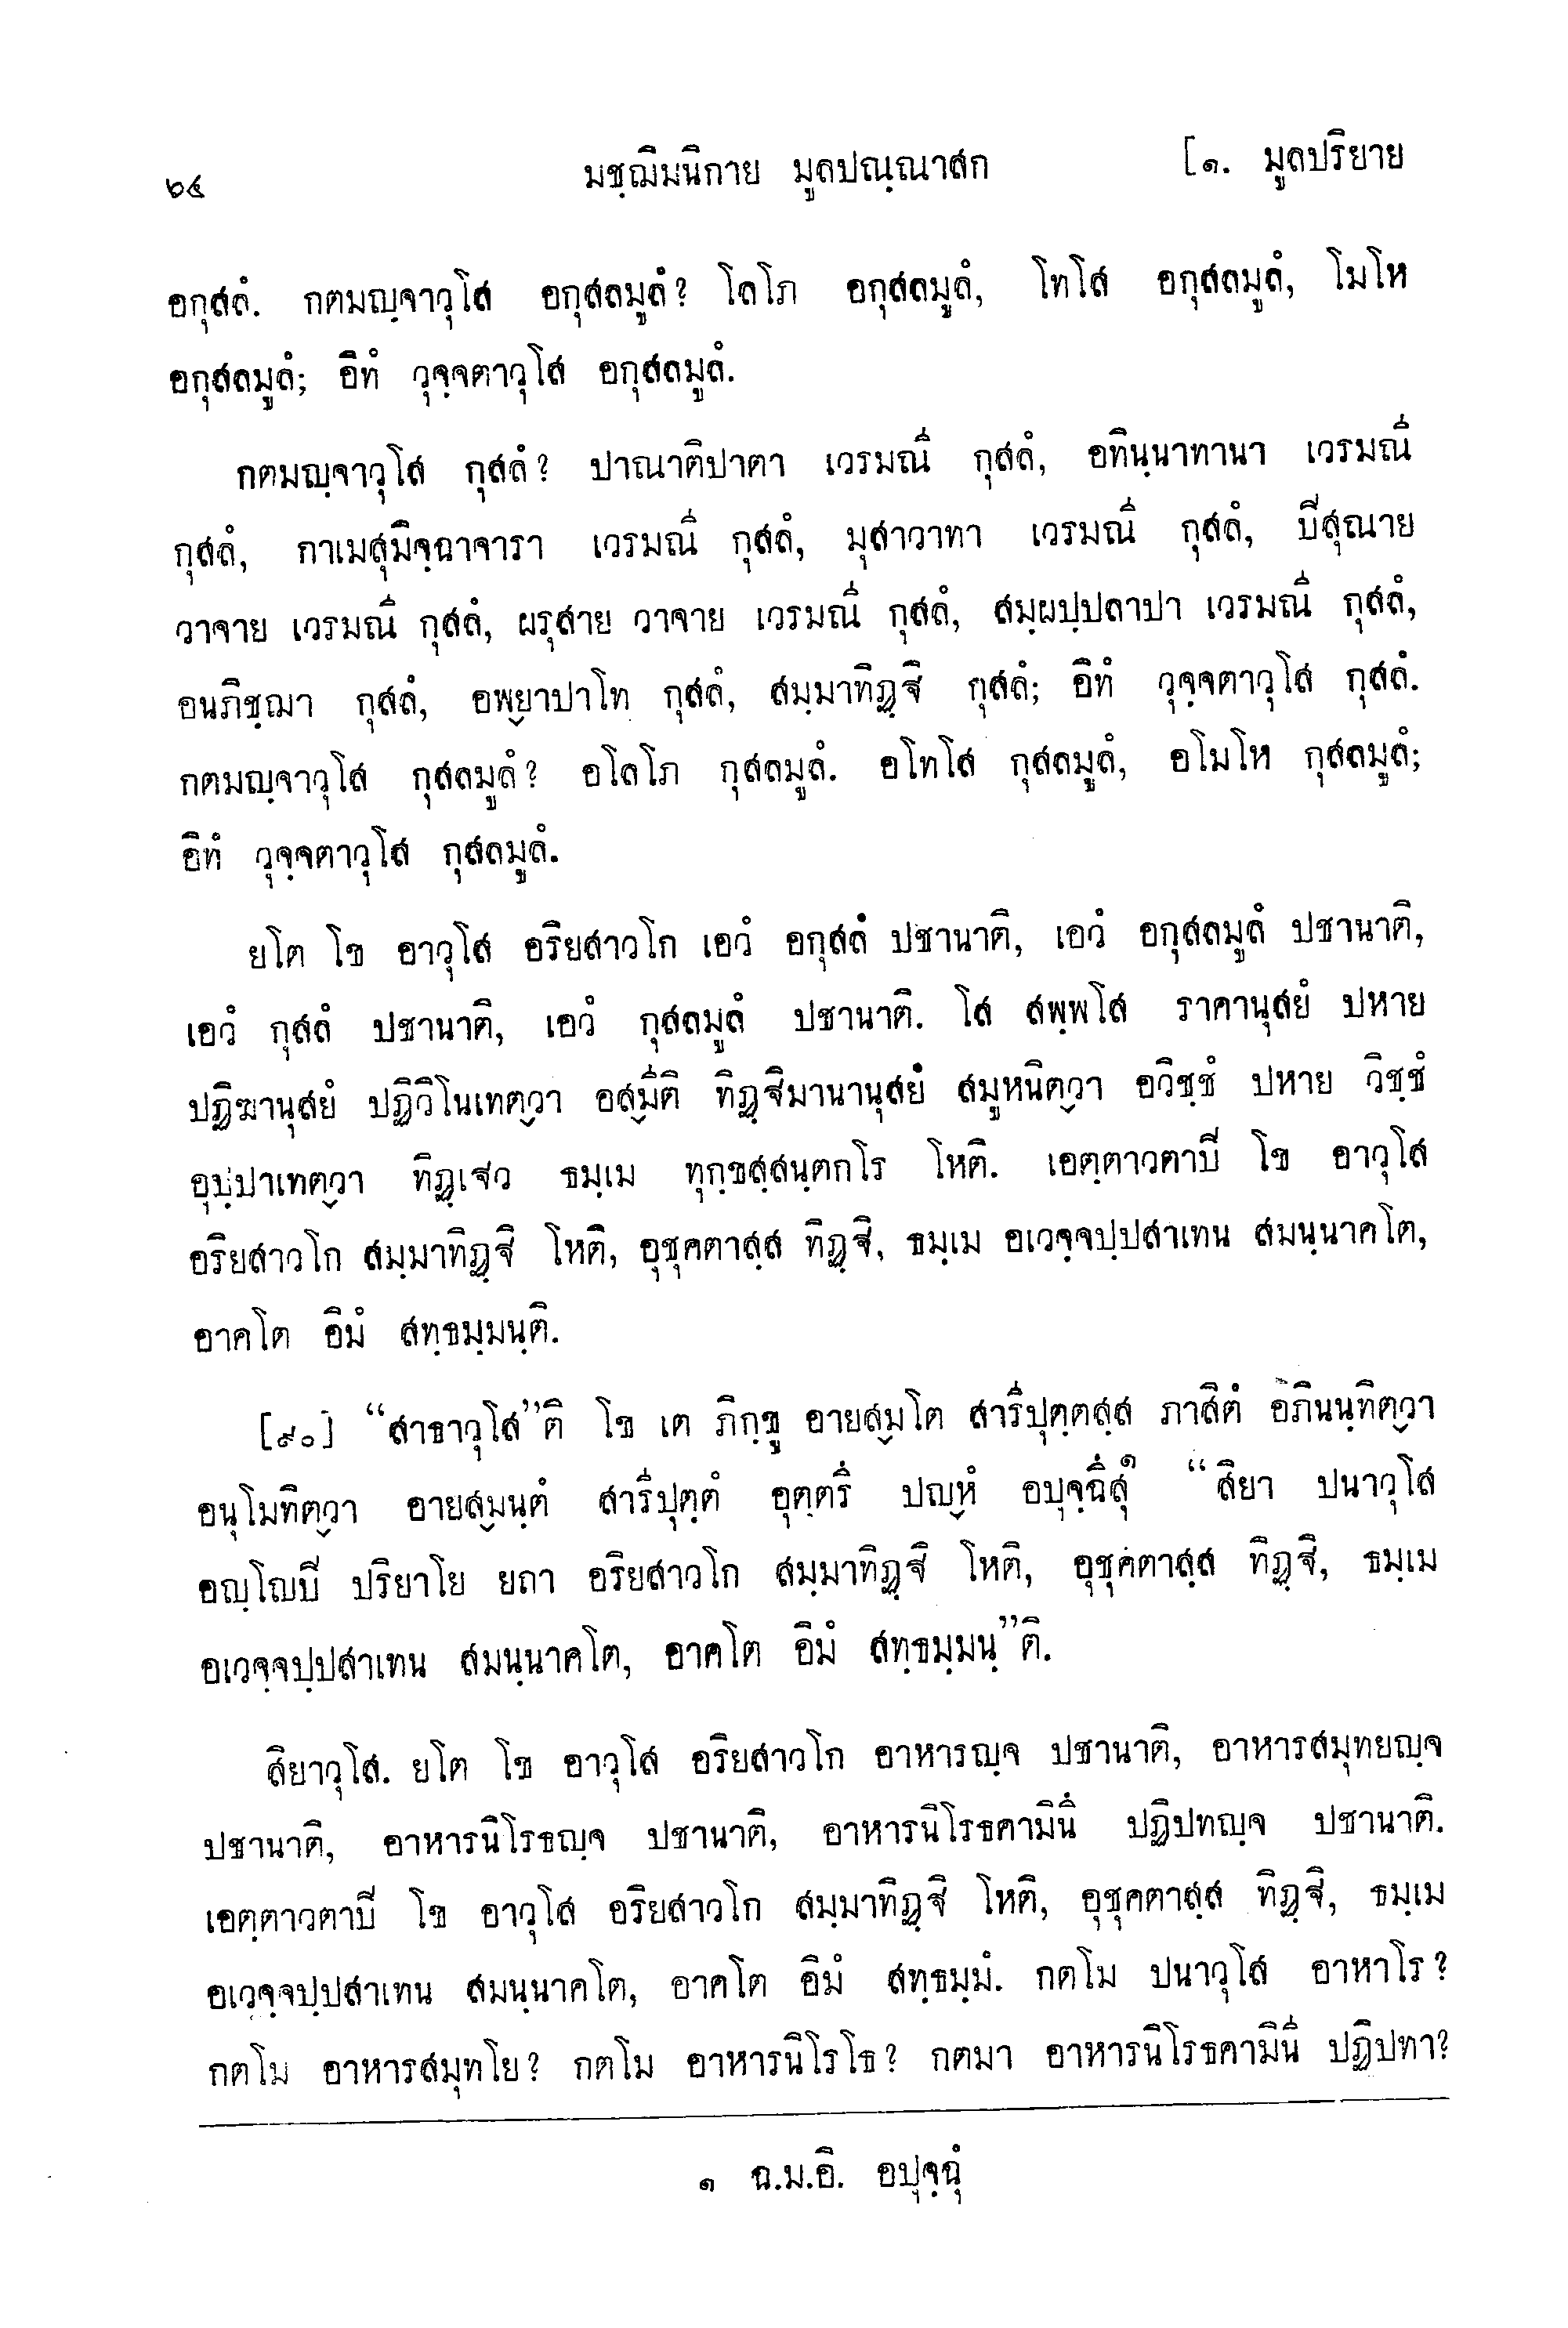 ๖๔ มชฺฌิมนิกาย มูลปณฺณาสก [๑. มูลปริยาย
อกุสลํ. กตมญฺจาวุโส อกุสลมูลํ? โลโภ อกุสลมูลํ, โทโส อกุสลมูลํ, โมโห
อกุสลมูลํ; อิทํ วุจฺจตาวุโส อกุสลมูลํ.
กตมญฺจาวุโส กุสลํ? ปาณาติปาตา เวรมณี กุสลํ, อทินฺนาทานา เวรมณี
กุสลํ, กาเมสุมิจฺฉาจารา เวรมณี กุสลํ, มุสาวาทา เวรมณี กุสลํ, ปิสุณาย
วาจาย เวรมณี กุสลํ, ผรุสาย วาจาย เวรมณี กุสลํ, สมฺผปฺปลาปา เวรมณี กุสลํ,
อนภิชฺฌา กุสลํ, อพฺยาปาโท กุสลํ, สมฺมาทิฏฺฐิ กุสลํ; อิทํ วุจฺจตาวุโส กุสลํ.
กตมญฺจาวุโส กุสลมูลํ? อโลโภ กุสลมูลํ. อโทโส กุสลมูลํ, อโมโห กุสลมูลํ;
อิทํ วุจฺจตาวุโส กุสลมูลํ.
ยโต โข อาวุโส อริยสาวโก เอวํ อกุสลํ ปชานาติ, เอวํ อกุสลมูลํ ปชานาติ,
เอวํ กุสลํ ปชานาติ, เอวํ กุสลมูลํ ปชานาติ. โส สพฺพโส ราคานุสยํ ปหาย
ปฏิฆานุสยํ ปฏิวิโนเทตฺวา อสฺมีติ ทิฏฺฐิมานานุสยํ สมูหนิตฺวา อวิชฺชํ ปหาย วิชฺชํ
อุปฺปาเทตฺวา ทิฏฺเฐว ธมฺเม ทุกฺขสฺสนฺตกโร โหติ. เอตฺตาวตาปิ โข อาวุโส
อริยสาวโก สมฺมาทิฏฺฐิ โหติ, อุชุคตาสฺส ทิฏฺฐิ, ธมฺเม อเวจฺจปฺปสาเทน สมนฺนาคโต,
อาคโต อิมํ สทฺธมฺมนฺติ.
[๙๐] “สาธาวุโส”ติ โข เต ภิกฺขู อายสฺมโต สารีปุตฺตสฺส ภาสิตํ อภินนฺทิตฺวา
อนุโมทิตฺวา อายสฺมนฺตํ สารีปุตฺตํ อุตฺตรึ ปญฺหํ อปุจฺฉึสุ๑ “สิยา ปนาวุโส
อญฺโญปิ ปริยาโย ยถา อริยสาวโก สมฺมาทิฏฺฐิ โหติ, อุชุคตาสฺส ทิฏฺฐิ, ธมฺเม
อเวจฺจปฺปสาเทน สมนฺนาคโต, อาคโต อิมํ สทฺธมฺมนฺ”ติ.
สิยาวุโส. ยโต โข อาวุโส อริยสาวโก อาหารญฺจ ปชานาติ, อาหารสมุทยญฺจ
ปชานาติ, อาหารนิโรธญฺจ ปชานาติ, อาหารนิโรธคามินึ ปฏิปทญฺจ ปชานาติ.
เอตฺตาวตาปิ โข อาวุโส อริยสาวโก สมฺมาทิฏฺฐิ โหติ, อุชุคตาสฺส ทิฏฺฐิ, ธมฺเม
อเวจฺจปฺปสาเทน สมนฺนาคโต, อาคโต อิมํ สทฺธมฺมํ. กตโม ปนาวุโส อาหาโร?
กตโม อาหารสมุทโย? กตโม อาหารนิโรโธ? กตมา อาหารนิโรธคามินี ปฏิปทา?
๑ ฉ.ม.อิ. อปุจฺฉุํ